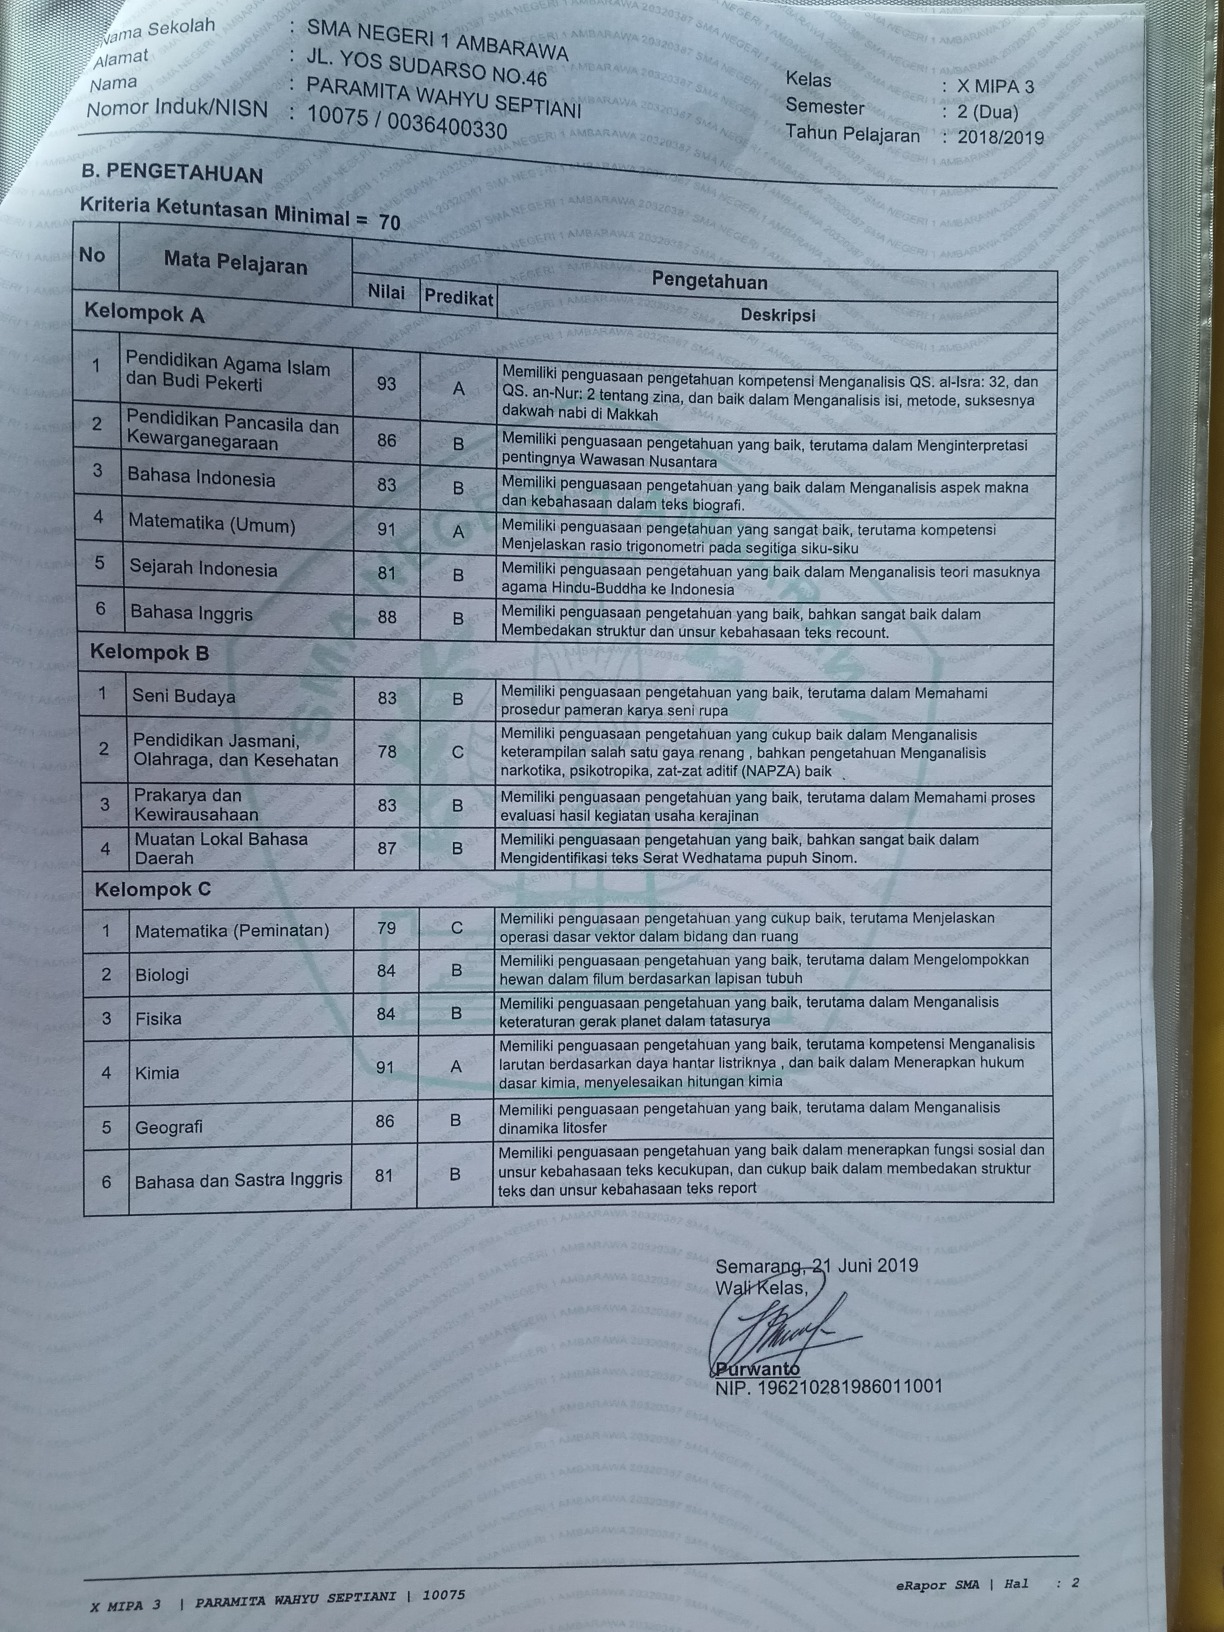 Nama Sekolah : SMA NEGERI 1 AMBARAWA
Alamat : JL. YOS SUDARSO NO.46
Nama : PARAMITA WAHYU SEPTIANI
Nomor Induk/NISN : 10075 / 0036400330
Kelas : X MIPA 3
Semester : 2 (Dua)
Tahun Pelajaran : 2018/2019
B. PENGETAHUAN
Kriteria Ketuntasan Minimal = 70
No Mata Pelajaran Pengetahuan
Nilai Predikat Deskripsi
Kelompok A
1 Pendidikan Agama Islam dan Budi Pekerti 93 A Memiliki penguasaan pengetahuan kompetensi Menganalisis QS. al-Isra: 32, dan
QS. an-Nur: 2 tentang zina, dan baik dalam Menganalisis isi, metode, suksesnya
dakwah nabi di Makkah
2 Pendidikan Pancasila dan Kewarganegaraan 86 B Memiliki penguasaan pengetahuan yang baik, terutama dalam Menginterpretasi
pentingnya Wawasan Nusantara
3 Bahasa Indonesia 83 B Memiliki penguasaan pengetahuan yang baik dalam Menganalisis aspek makna
dan kebahasaan dalam teks biografi.
4 Matematika (Umum) 91 A Memiliki penguasaan pengetahuan yang sangat baik, terutama kompetensi
Menjelaskan rasio trigonometri pada segitiga siku-siku
5 Sejarah Indonesia 81 B Memiliki penguasaan pengetahuan yang baik dalam Menganalisis teori masuknya
agama Hindu-Buddha ke Indonesia
6 Bahasa Inggris 88 B Memiliki penguasaan pengetahuan yang baik, bahkan sangat baik dalam
Membedakan struktur dan unsur kebahasaan teks recount.
Kelompok B
1 Seni Budaya 83 B Memiliki penguasaan pengetahuan yang baik, terutama dalam Memahami
prosedur pameran karya seni rupa
2 Pendidikan Jasmani, Olahraga, dan Kesehatan 78 C Memiliki penguasaan pengetahuan yang cukup baik dalam Menganalisis
keterampilan salah satu gaya renang , bahkan pengetahuan Menganalisis
narkotika, psikotropika, zat-zat aditif (NAPZA) baik .
3 Prakarya dan Kewirausahaan 83 B Memiliki penguasaan pengetahuan yang baik, terutama dalam Memahami proses
evaluasi hasil kegiatan usaha kerajinan
4 Muatan Lokal Bahasa Daerah 87 B Memiliki penguasaan pengetahuan yang baik, bahkan sangat baik dalam
Mengidentifikasi teks Serat Wedhatama pupuh Sinom.
Kelompok C
1 Matematika (Peminatan) 79 C Memiliki penguasaan pengetahuan yang cukup baik, terutama Menjelaskan
operasi dasar vektor dalam bidang dan ruang
2 Biologi 84 B Memiliki penguasaan pengetahuan yang baik, terutama dalam Mengelompokkan
hewan dalam filum berdasarkan lapisan tubuh
3 Fisika 84 B Memiliki penguasaan pengetahuan yang baik, terutama dalam Menganalisis
keteraturan gerak planet dalam tatasurya
4 Kimia 91 A Memiliki penguasaan pengetahuan yang baik, terutama kompetensi Menganalisis
larutan berdasarkan daya hantar listriknya , dan baik dalam Menerapkan hukum
dasar kimia, menyelesaikan hitungan kimia
5 Geografi 86 B Memiliki penguasaan pengetahuan yang baik, terutama dalam Menganalisis
dinamika litosfer
6 Bahasa dan Sastra Inggris 81 B Memiliki penguasaan pengetahuan yang baik dalam menerapkan fungsi sosial dan
unsur kebahasaan teks kecukupan, dan cukup baik dalam membedakan struktur
teks dan unsur kebahasaan teks report
Semarang, 21 Juni 2019
Wali Kelas,
Purwanto
NIP. 196210281986011001
X MIPA 3 | PARAMITA WAHYU SEPTIANI | 10075
eRapor SMA | Hal : 2